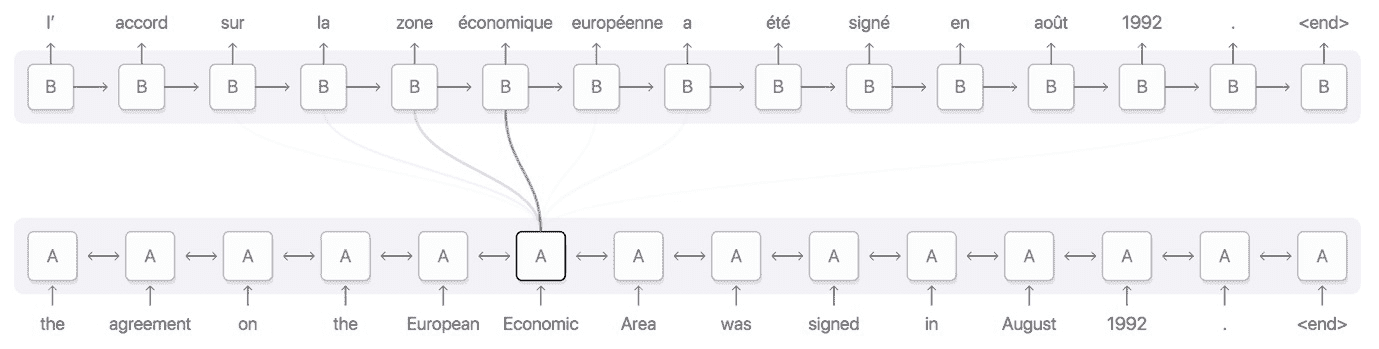 l’ accord sur la zone économique européenne a été signé en août 1992 . <end>
B B B B B B B B B B B B B B B
A A A A A A A A A A A A A A
the agreement on the European Economic Area was signed in August 1992 . <end>